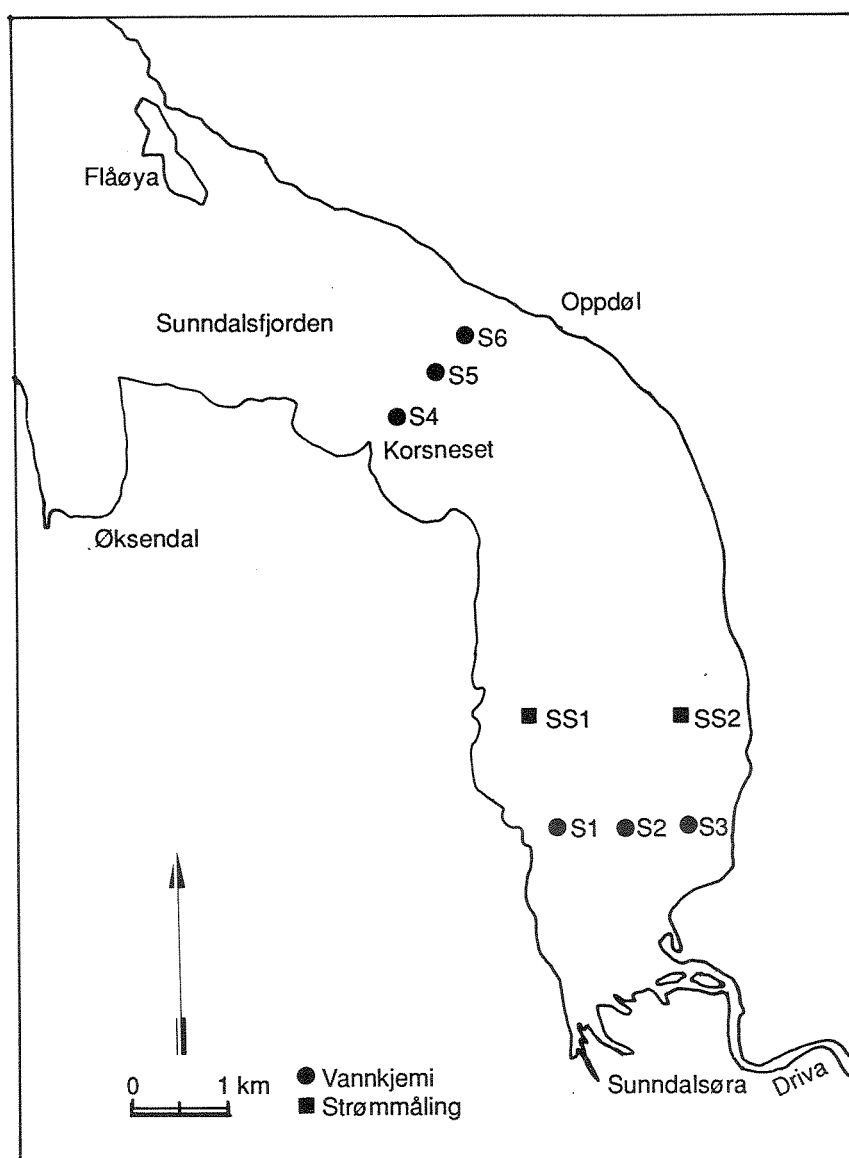 Flåøya
Oppdøl
Sunndalsfjorden
S6
S5
S4
Korsneset
Øksendal
SS1
SS2
S1
S2
S3
0 1 km
Vannkjemi
Strømmåling
Sunndalsøra
Driva